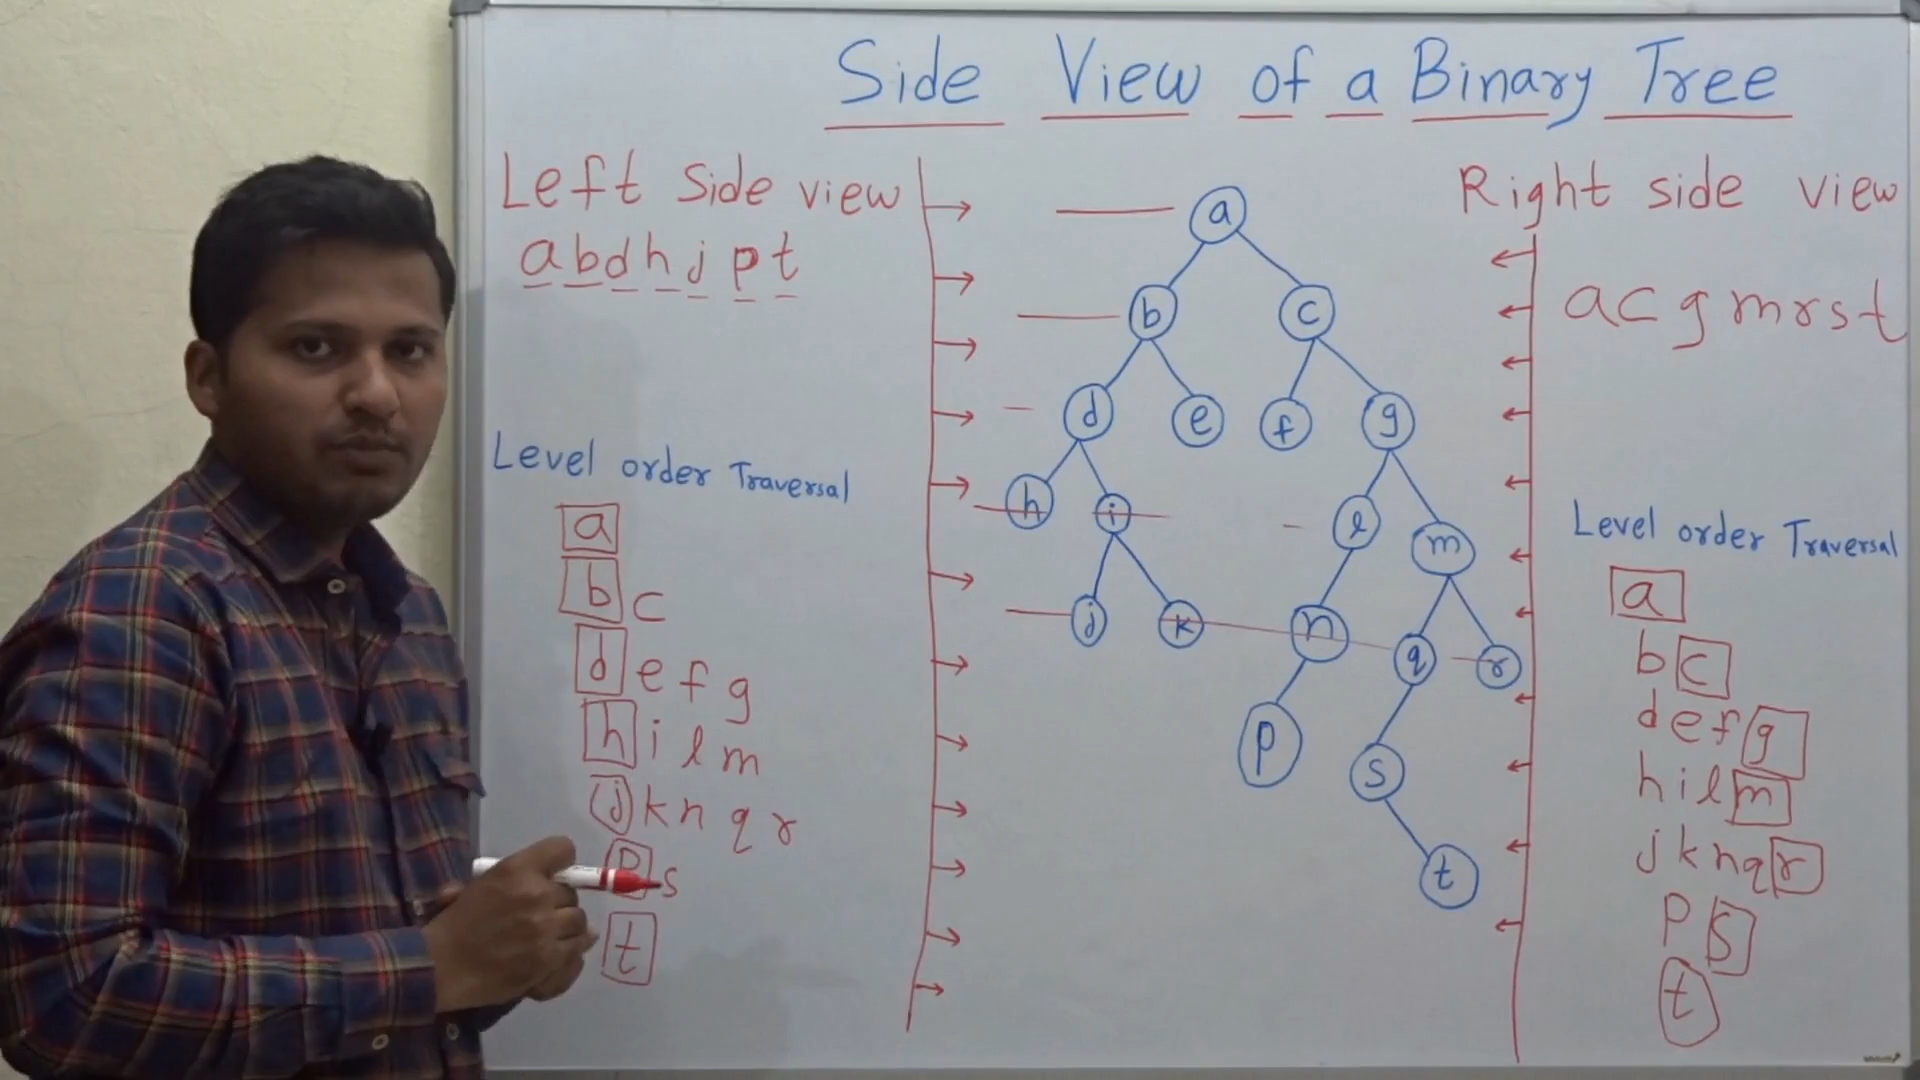 Side View of a Binary Tree
Left Side view
a b d h j p t
Level order Traversal
a
b c
d e f g
h i l m
j k n q r
p s
t
a
b c
d e f g
h i l m
j k n q r
p s
t
Right side view
a c g m r s t
Level order Traversal
a
b c
d e f g
h i l m
j k n q r
p s
t